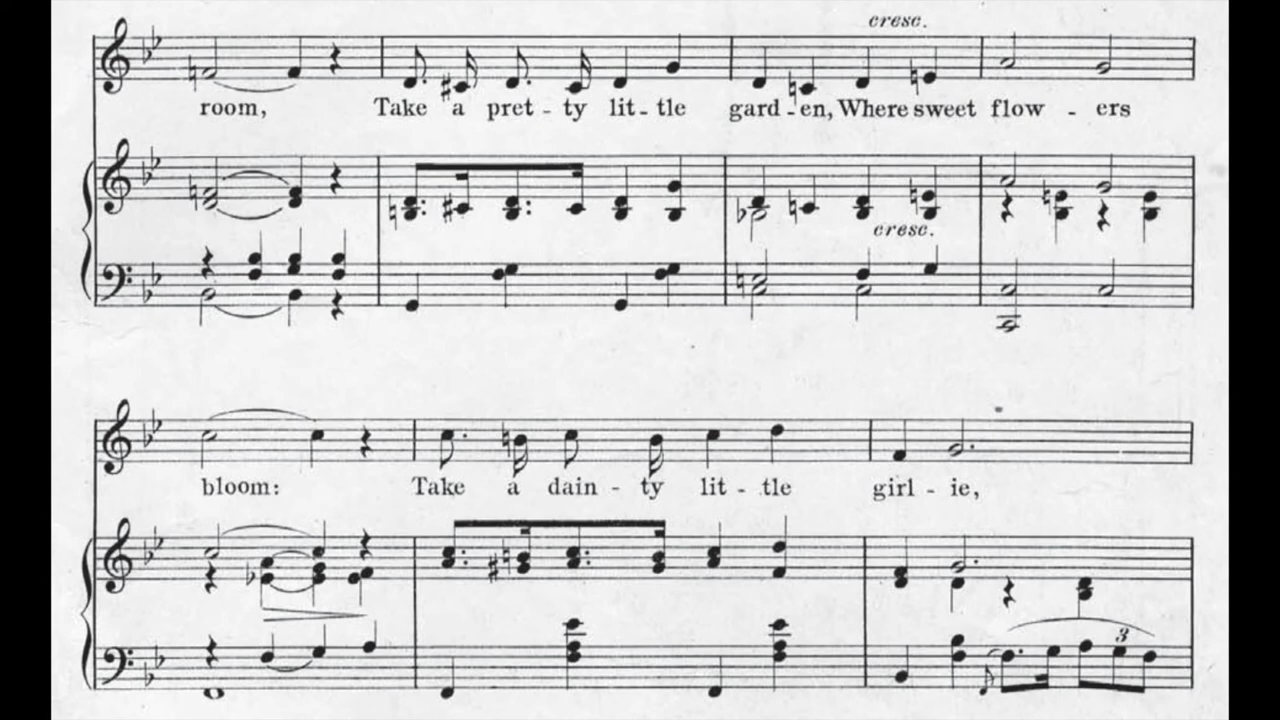 cresc.
room, Take a pret - ty lit - tle gard - en, Where sweet flow - ers
cresc.
bloom: Take a dain - ty lit - tle girl - ie,
3